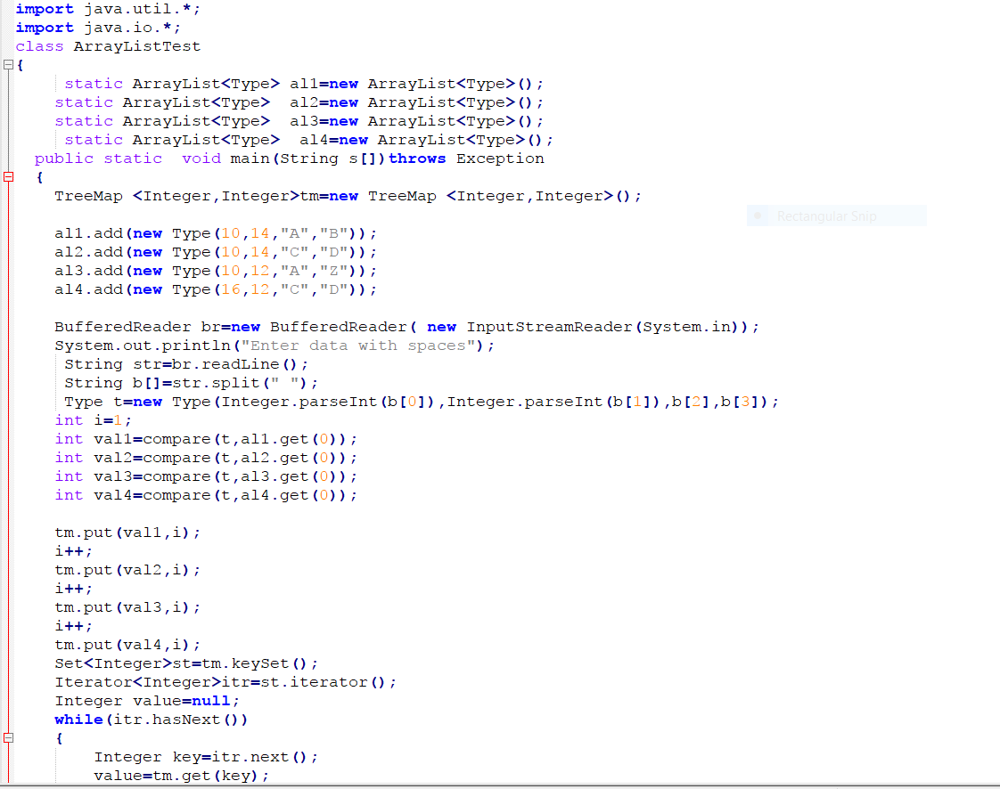 import java.util.*;
import java.io.*;
class ArrayListTest
{
static ArrayList<Type> al1=new ArrayList<Type>();
static ArrayList<Type>  al2=new ArrayList<Type>();
static ArrayList<Type>  al3=new ArrayList<Type>();
static ArrayList<Type>  al4=new ArrayList<Type>();
public static  void main(String s[])throws Exception
{
TreeMap <Integer,Integer>tm=new TreeMap <Integer,Integer>();
Rectangular Snip
al1.add(new Type(10,14,"A","B"));
al2.add(new Type(10,14,"C","D"));
al3.add(new Type(10,12,"A","Z"));
al4.add(new Type(16,12,"C","D"));
BufferedReader br=new BufferedReader( new InputStreamReader(System.in));
System.out.println("Enter data with spaces");
String str=br.readLine();
String b[]=str.split(" ");
Type t=new Type(Integer.parseInt(b[0]),Integer.parseInt(b[1]),b[2],b[3]);
int i=1;
int val1=compare(t,al1.get(0));
int val2=compare(t,al2.get(0));
int val3=compare(t,al3.get(0));
int val4=compare(t,al4.get(0));
tm.put(val1,i);
i++;
tm.put(val2,i);
i++;
tm.put(val3,i);
i++;
tm.put(val4,i);
Set<Integer>st=tm.keySet();
Iterator<Integer>itr=st.iterator();
Integer value=null;
while(itr.hasNext())
{
Integer key=itr.next();
value=tm.get(key);